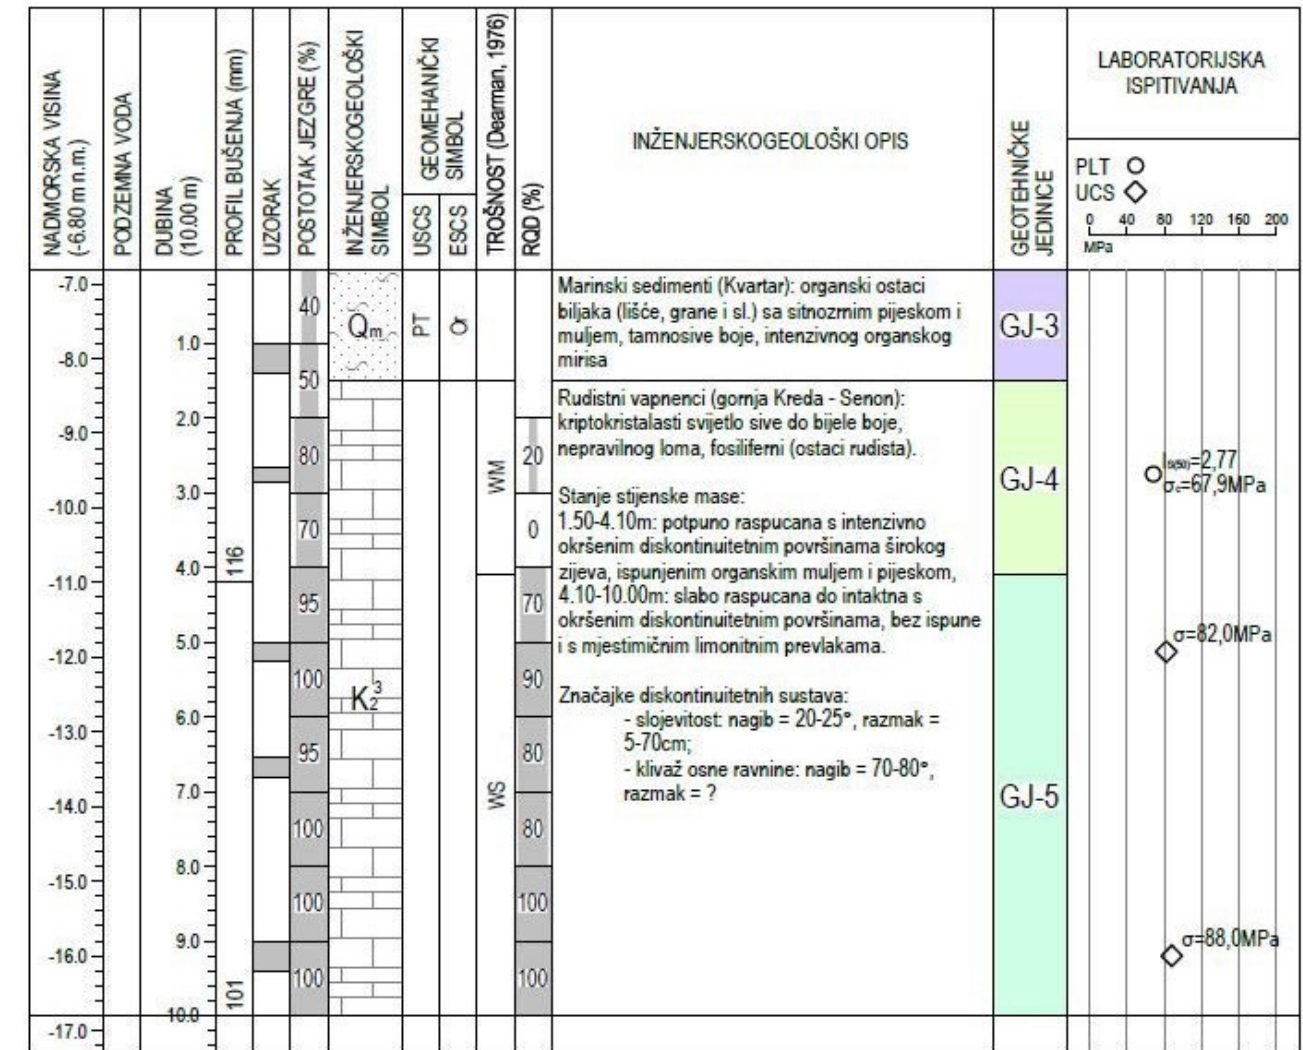 NADMORSKA VISINA
(-6.80 m n.m.)
PODZEMNA VODA
DUBINA
(10.00 m)
PROFIL BUŠENJA (mm)
UZORAK
POSTOTAK JEZGRE (%)
INŽENJERSKOGEOLOŠKI
SIMBOL
GEOMEHANIČKI
SIMBOL
USCS
ESCS
TROŠNOST (Dearman, 1976)
RQD (%)
INŽENJERSKOGEOLOŠKI OPIS
GEOTEHNIČKE
JEDINICE
LABORATORIJSKA
ISPITIVANJA
PLT
UCS
0 40 80 120 160 200
MPa
-7.0
-8.0
-9.0
-10.0
-11.0
-12.0
-13.0
-14.0
-15.0
-16.0
-17.0
1.0
2.0
3.0
4.0
5.0
6.0
7.0
8.0
9.0
10.0
116
101
40
50
80
70
95
100
95
100
100
100
Qm
K₂³
PT
Or
WM
WS
20
0
70
90
80
80
100
100
Marinski sedimenti (Kvartar): organski ostaci
biljaka (lišće, grane i sl.) sa sitnozrnim pijeskom i
muljem, tamnosive boje, intenzivnog organskog
mirisa
Rudistni vapnenci (gornja Kreda - Senon):
kriptokristalasti svijetlo sive do bijele boje,
nepravilnog loma, fosiliferni (ostaci rudista).
Stanje stijenske mase:
1.50-4.10m: potpuno raspucana s intenzivno
okršenim diskontinuitetnim površinama širokog
zijeva, ispunjenim organskim muljem i pijeskom,
4.10-10.00m: slabo raspucana do intaktna s
okršenim diskontinuitetnim površinama, bez ispune
i s mjestimičnim limonitnim prevlakama.
Značajke diskontinuitetnih sustava:
- slojevitost: nagib = 20-25°, razmak =
5-70cm;
- klivaž osne ravnine: nagib = 70-80°,
razmak = ?
GJ-3
GJ-4
GJ-5
Is(50)=2,77
σc=67,9MPa
σ=82,0MPa
σ=88,0MPa